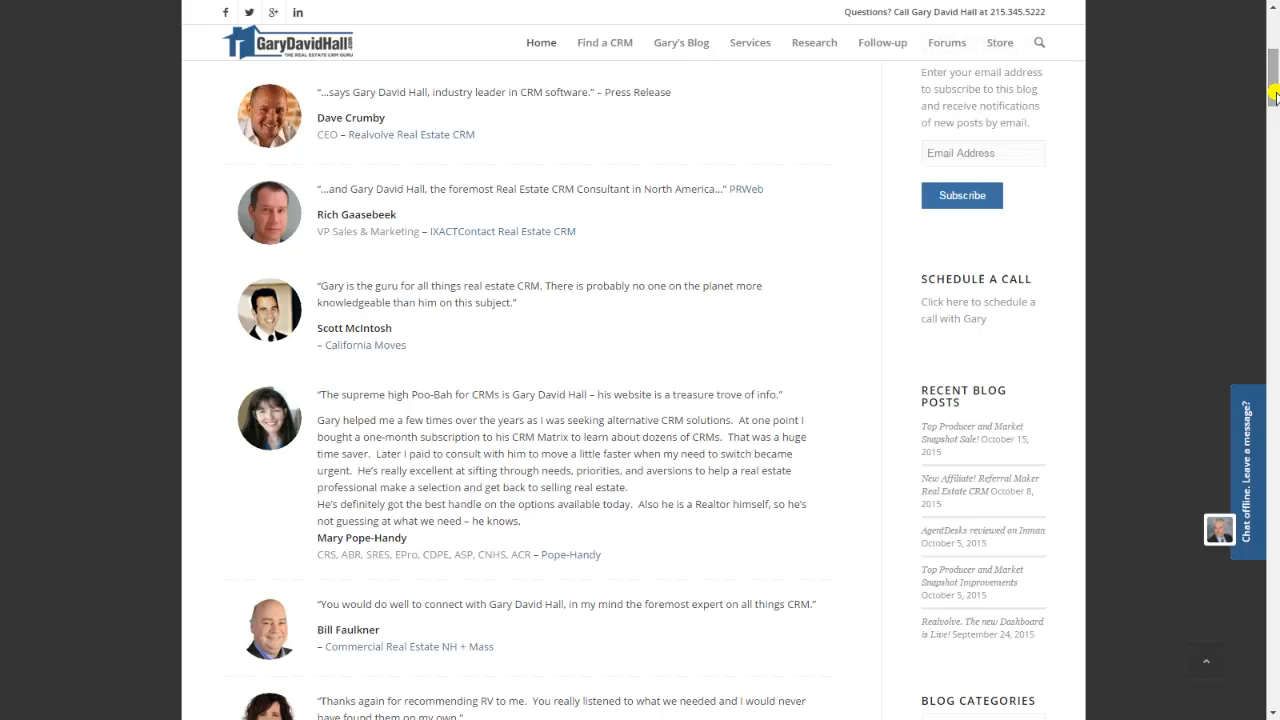 Questions? Call Gary David Hall at 215.345.5222
GaryDavidHall.com
THE REAL ESTATE CRM GURU
Home Find a CRM Gary's Blog Services Research Follow-up Forums Store
“…says Gary David Hall, industry leader in CRM software.” – Press Release
Dave Crumby
CEO – Realvolve Real Estate CRM
“…and Gary David Hall, the foremost Real Estate CRM Consultant in North America…” PRWeb
Rich Gaasebeek
VP Sales & Marketing – IXACTContact Real Estate CRM
“Gary is the guru for all things real estate CRM. There is probably no one on the planet more
knowledgeable than him on this subject.”
Scott McIntosh
– California Moves
“The supreme high Poo-Bah for CRMs is Gary David Hall – his website is a treasure trove of info.”
Gary helped me a few times over the years as I was seeking alternative CRM solutions. At one point I
bought a one-month subscription to his CRM Matrix to learn about dozens of CRMs. That was a huge
time saver. Later I paid to consult with him to move a little faster when my need to switch became
urgent. He’s really excellent at sifting through needs, priorities, and aversions to help a real estate
professional make a selection and get back to selling real estate.
He’s definitely got the best handle on the options available today. Also he is a Realtor himself, so he’s
not guessing at what we need – he knows.
Mary Pope-Handy
CRS, ABR, SRES, EPro, CDPE, ASP, CNHS, ACR – Pope-Handy
“You would do well to connect with Gary David Hall, in my mind the foremost expert on all things CRM.”
Bill Faulkner
– Commercial Real Estate NH + Mass
“Thanks again for recommending RV to me. You really listened to what we needed and I would never
have found them on my own.”
Enter your email address
to subscribe to this blog
and receive notifications
of new posts by email.
Email Address
Subscribe
SCHEDULE A CALL
Click here to schedule a
call with Gary
RECENT BLOG
POSTS
Top Producer and Market
Snapshot Sale! October 15,
2015
New Affiliate! Referral Maker
Real Estate CRM October 8,
2015
AgentDesks reviewed on Inman
October 5, 2015
Top Producer and Market
Snapshot Improvements
October 5, 2015
Realvolve. The new Dashboard
is Live! September 24, 2015
BLOG CATEGORIES
Chat offline. Leave a message?